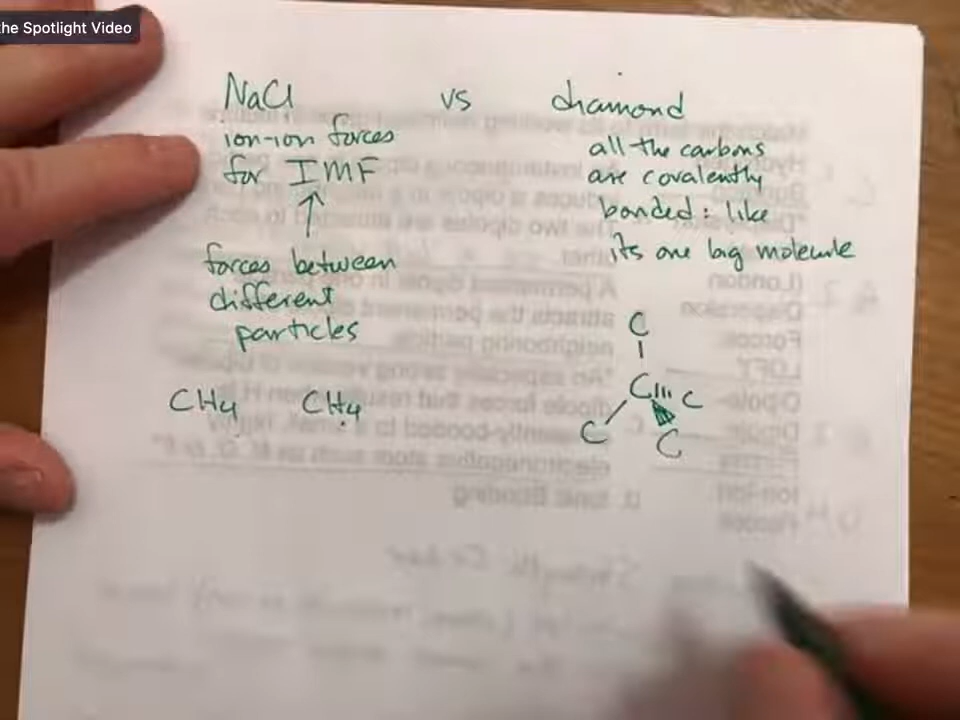 the Spotlight Video
NaCl vs diamond
ion-ion forces
for IMF
↑
forces between
different
particles
all the carbons
are covalently
bonded: like
its one big molecule
CH4 CH4
C
C C
C C